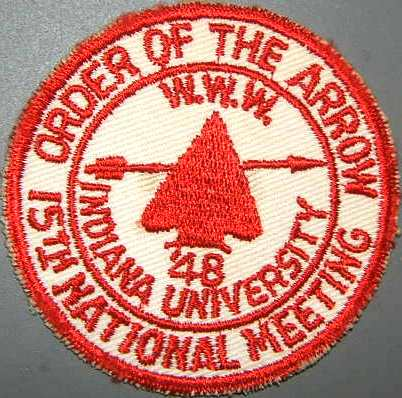 ORDER OF THE ARROW
W.W.W.
'48
INDIANA UNIVERSITY
15TH NATIONAL MEETING